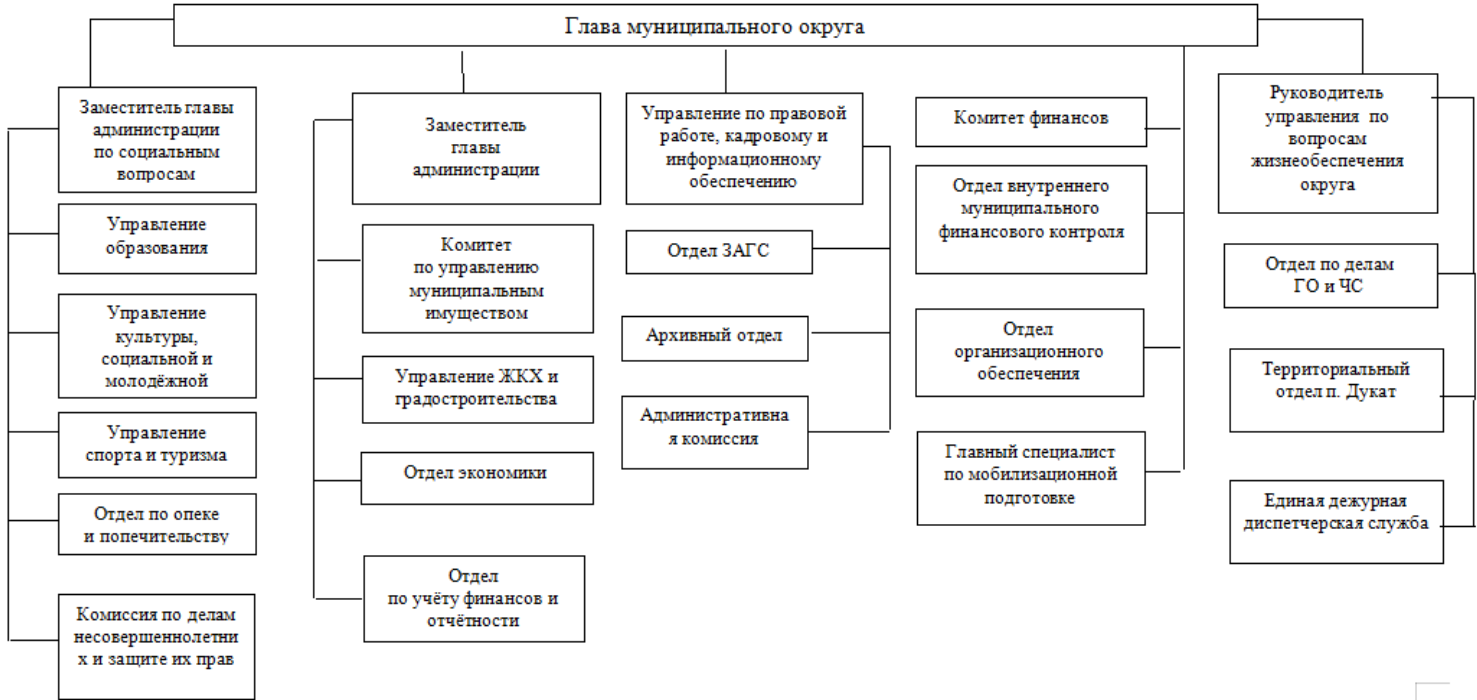 Глава муниципального округа
Заместитель главы
администрации
по социальным
вопросам
Управление
образования
Управление
культуры,
социальной и
молодёжной
Управление
спорта и туризма
Отдел по опеке
и попечительству
Комиссия по делам
несовершеннолетни
х и защите их прав
Заместитель
главы
администрации
Комитет
по управлению
муниципальным
имуществом
Управление ЖКХ и
градостроительства
Отдел экономики
Отдел
по учёту финансов и
отчётности
Управление по правовой
работе, кадровому и
информационному
обеспечению
Отдел ЗАГС
Архивный отдел
Административна
я комиссия
Комитет финансов
Отдел внутреннего
муниципального
финансового контроля
Отдел
организационного
обеспечения
Главный специалист
по мобилизационной
подготовке
Руководитель
управления по
вопросам
жизнеобеспечения
округа
Отдел по делам
ГО и ЧС
Территориальный
отдел п. Дукат
Единая дежурная
диспетчерская служба